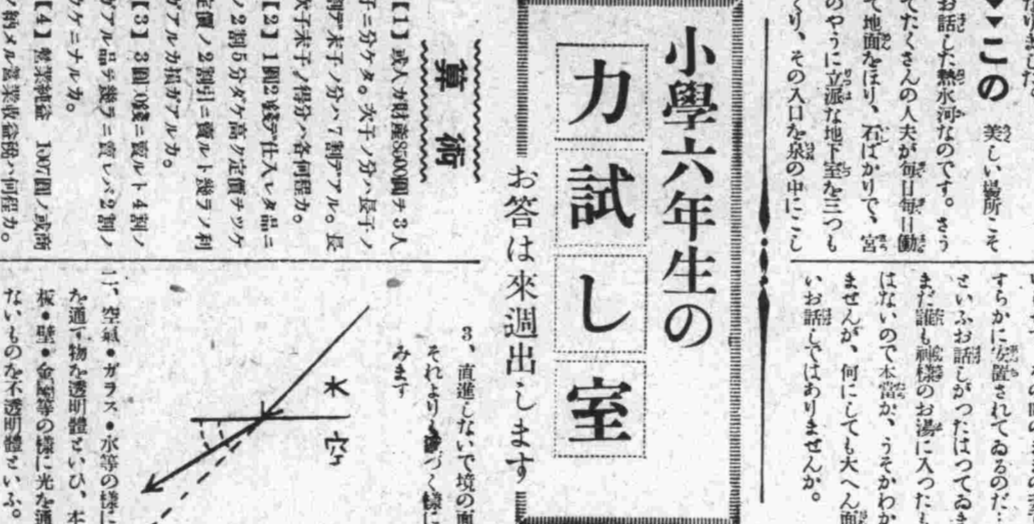 この
美しい場所こそ
お話した熱氷河なのです。さう
てたくさんの人夫が毎日毎日働
て地面をほり、石ばかりで、宮
のやうに立派な地下室を三つも
くり、その入口を泉の中にこし
すらかに安置されてゐるのだ…
といふお話しがつたはつてゐま
まだ誰も神様のお湯に入つた
はないので本當か、うそかわか
ませんが、何にしても大へん面
いお話しではありませんか。
小學六年生の
力試し室
お答は來週出します
算術
【1】 或人ガ財産8500圓ヲ3人
子ニ分ケタ。次子ノ分ハ長子ノ
割デ末子ノ分ハ7割デアル。長
次子末子ノ得分ハ各何程カ。
【2】 1個12錢デ仕入レタ品ニ
ノ2割5分ダケ高ク定價ヲツケ
定價ノ2割引ニ賣ルト幾ラノ利
ガアルカ損ガアルカ。
【3】 3圓
錢ニ賣ルト4割ノ
ガアル品ヲ幾ラニ賣レバ2割ノ
ケニナルカ。
【4】 營業純益 1007圓ノ或商
ノ納メル營業收益税ハ何程カ。
3、直進しないで境の面
それよりも
づく樣に
みます
水
空
二、空氣・ガラス・水等の樣に
を通す物を透明體といひ、木
板・壁・金屬等の樣に光を通
ないものを不透明體といふ。